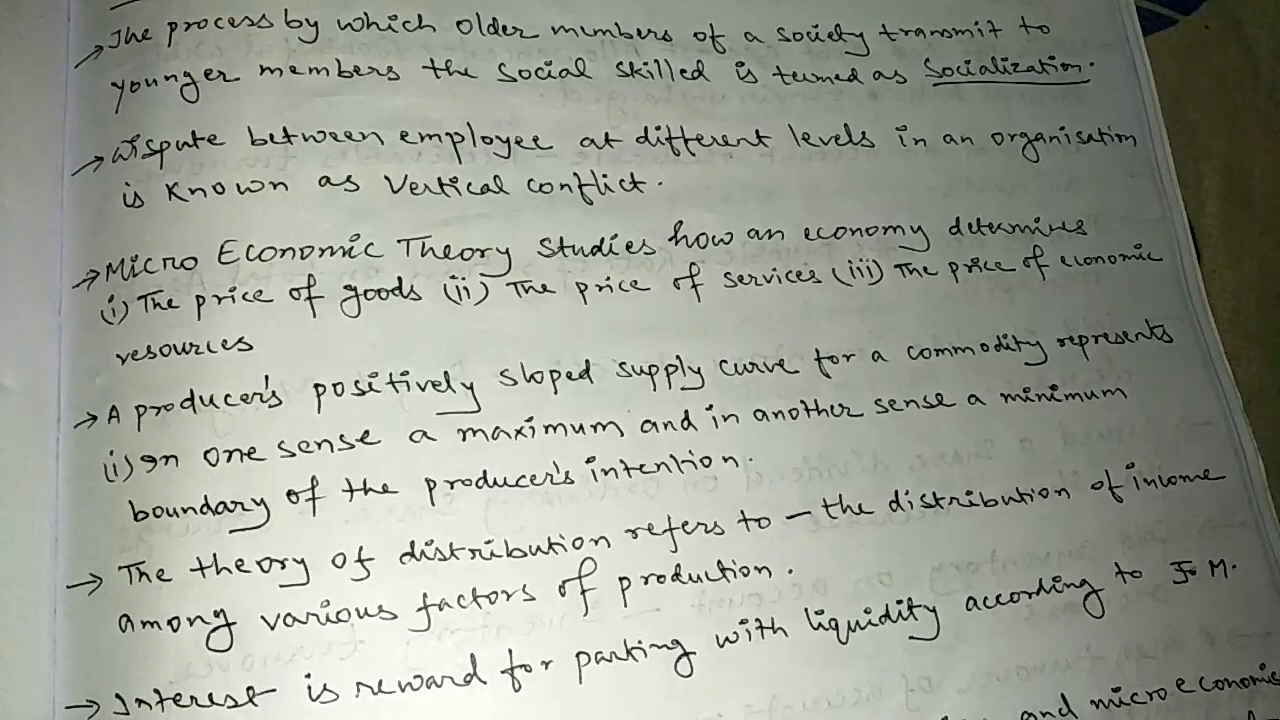 → The process by which older members of a society transmit to
younger members the social skilled is termed as Socialization.
→ Dispute between employee at different levels in an organisation
is known as Vertical conflict.
→ Micro Economic Theory Studies how an economy determines
(i) The price of goods (ii) The price of services (iii) The price of economic
resources
→ A producer's positively sloped supply curve for a commodity represents
(i) In one sense a maximum and in another sense a minimum
boundary of the producer's intention.
→ The theory of distribution refers to — the distribution of income
among various factors of production.
→ Interest is reward for parting with liquidity according to J. M.
and microeconomic